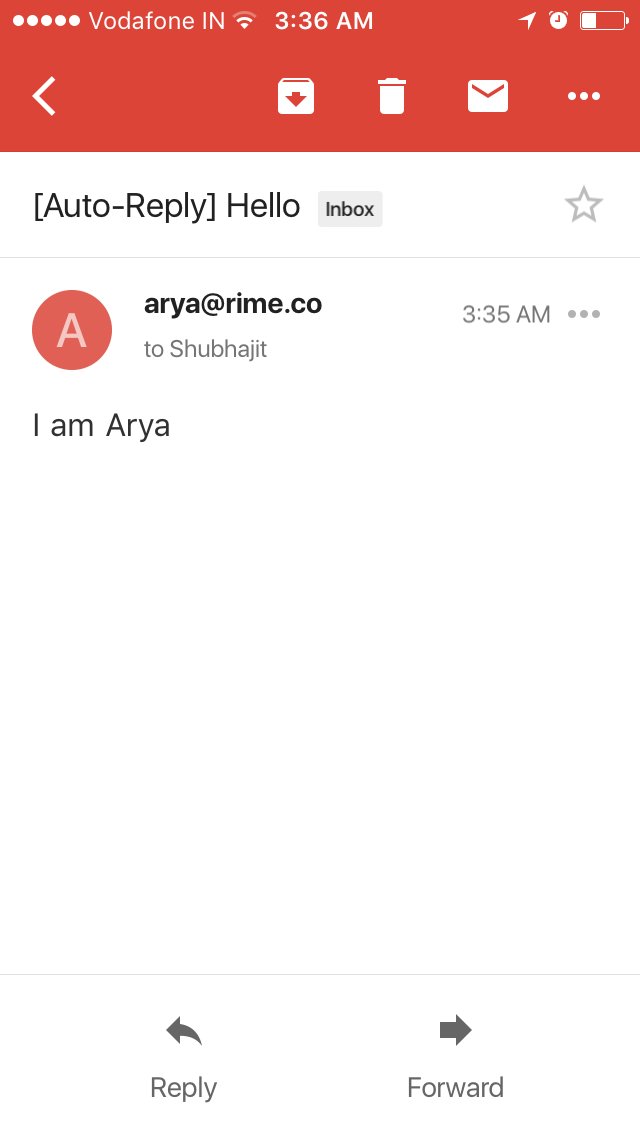 Vodafone IN 3:36 AM
[Auto-Reply] Hello Inbox
A
arya@rime.co
3:35 AM
to Shubhajit
I am Arya
Reply Forward